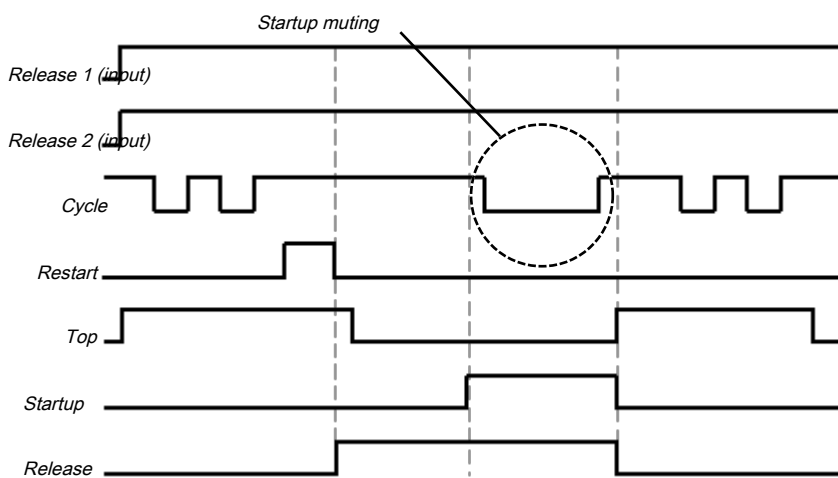 Startup muting
Release 1 (input)
Release 2 (input)
Cycle
Restart
Top
Startup
Release